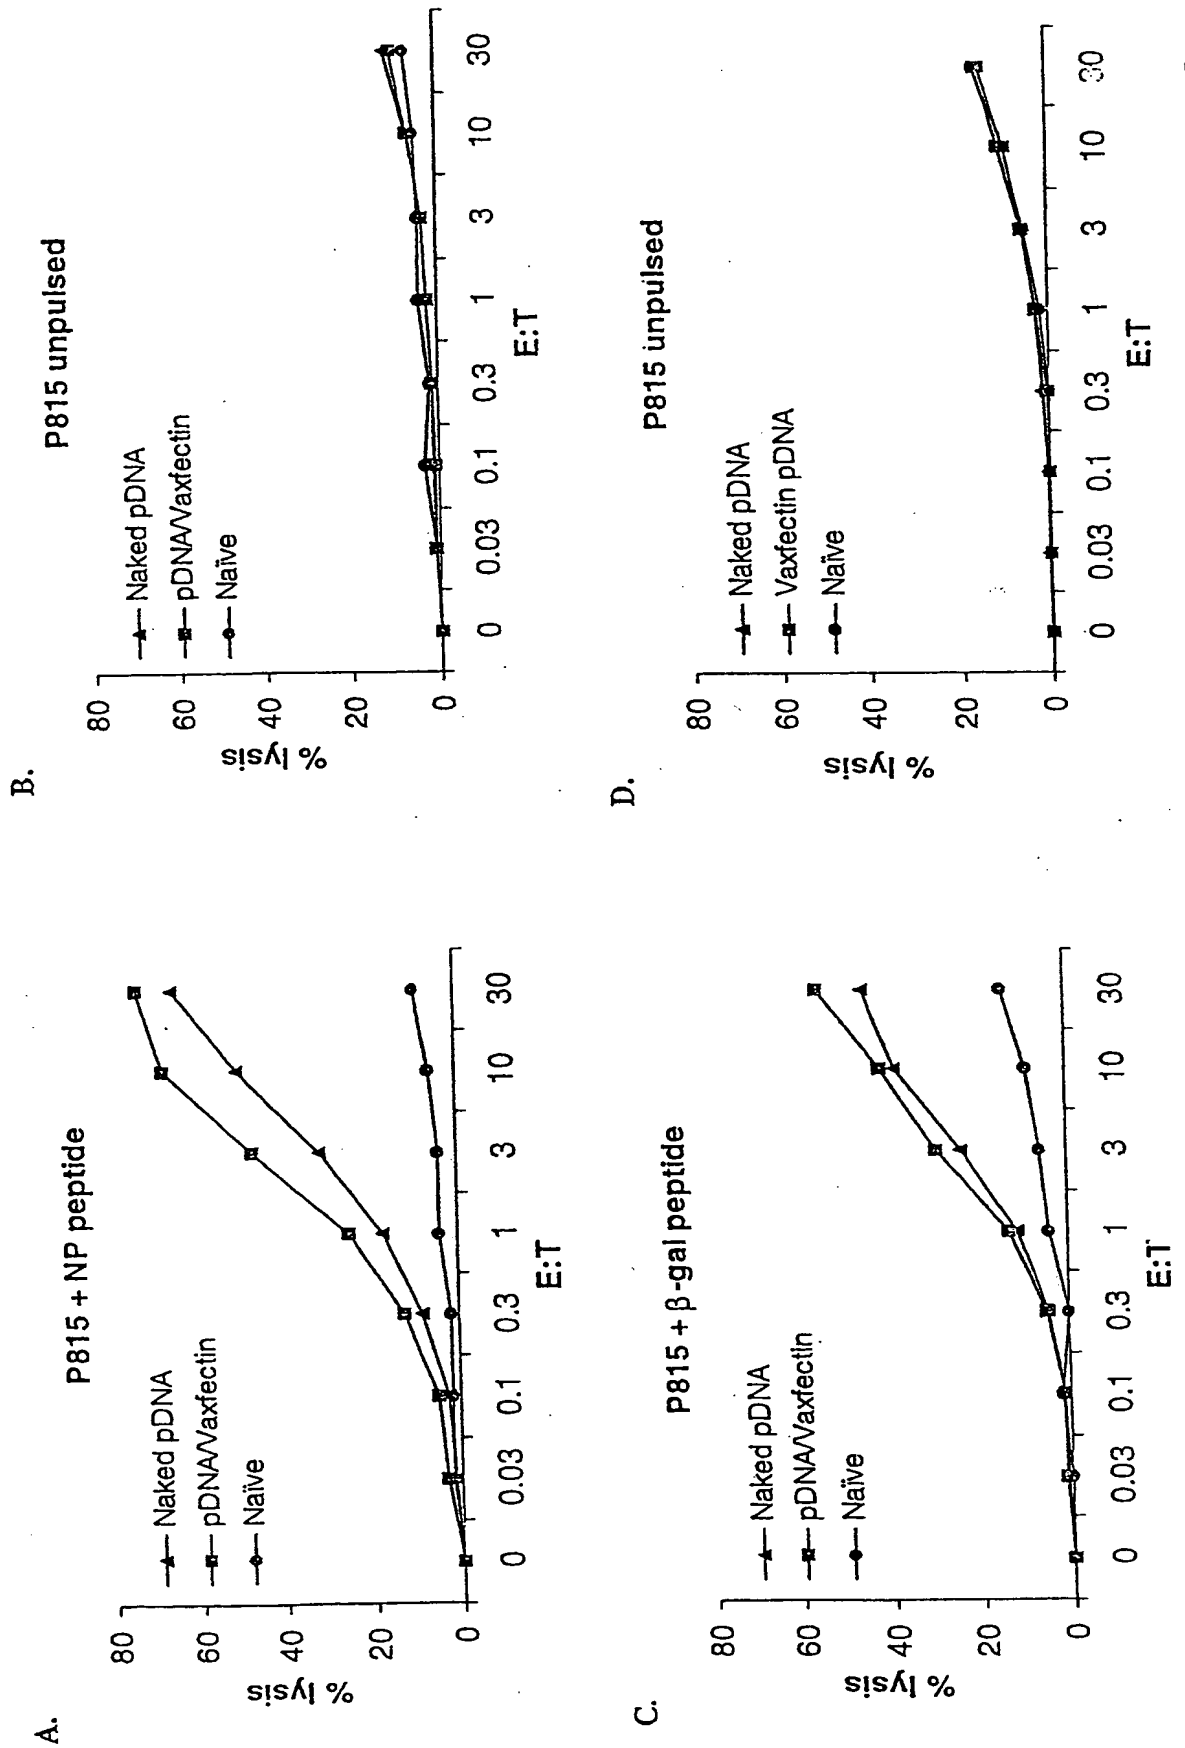 A.
P815 + NP peptide
Naked pDNA
pDNA/Vaxfectin
Naïve
% lysis
80
60
40
20
0
0 0.03 0.1 0.3 1 3 10 30
E:T
B.
P815 unpulsed
Naked pDNA
pDNA/Vaxfectin
Naïve
% lysis
80
60
40
20
0
0 0.03 0.1 0.3 1 3 10 30
E:T
C.
P815 + β-gal peptide
Naked pDNA
pDNA/Vaxfectin
Naïve
% lysis
80
60
40
20
0
0 0.03 0.1 0.3 1 3 10 30
E:T
D.
P815 unpulsed
Naked pDNA
Vaxfectin pDNA
Naïve
% lysis
80
60
40
20
0
0 0.03 0.1 0.3 1 3 10 30
E:T